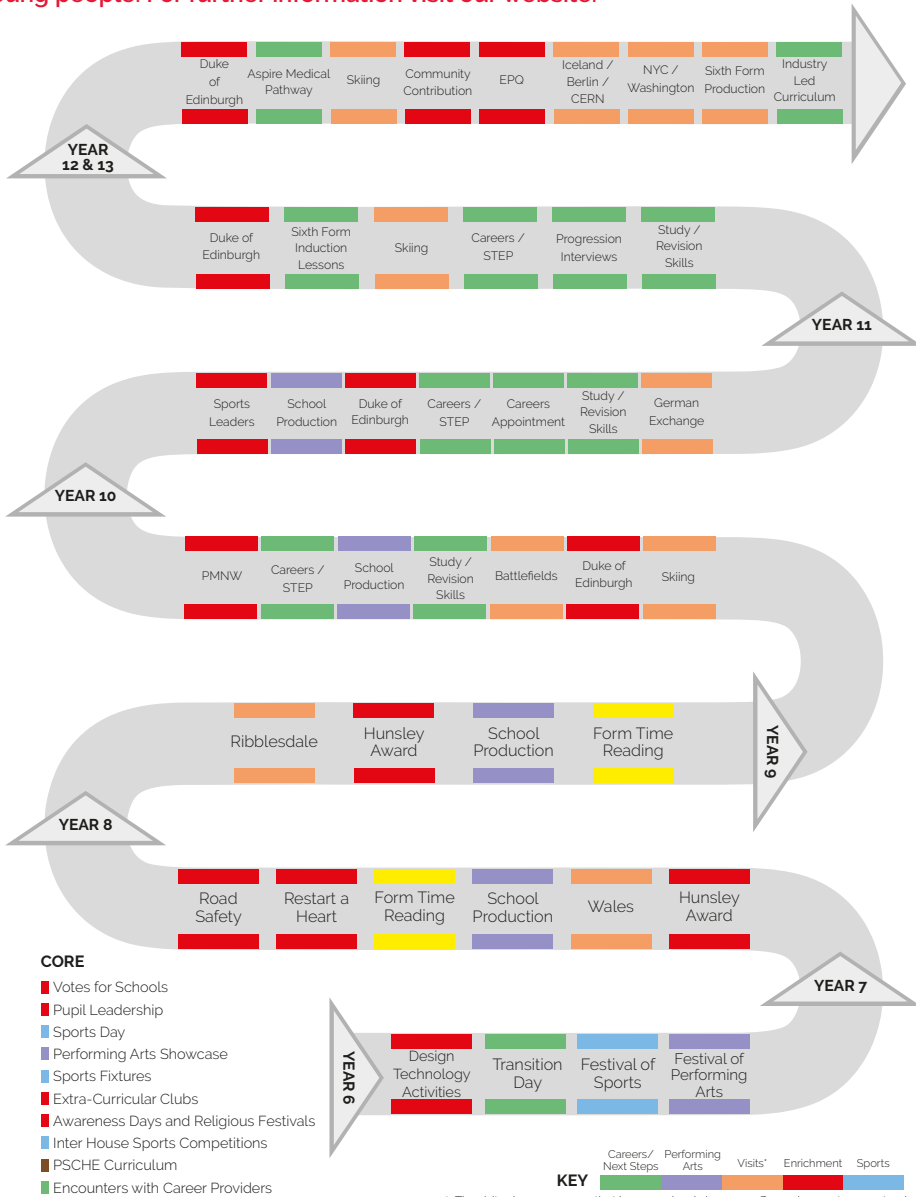 young people. For further information visit our website.
Duke
of
Edinburgh
Aspire Medical
Pathway
Skiing
Community
Contribution
EPQ
Iceland /
Berlin /
CERN
NYC /
Washington
Sixth Form
Production
Industry
Led
Curriculum
YEAR
12 & 13
Duke of
Edinburgh
Sixth Form
Induction
Lessons
Skiing
Careers /
STEP
Progression
Interviews
Study /
Revision
Skills
YEAR 11
Sports
Leaders
School
Production
Duke of
Edinburgh
Careers /
STEP
Careers
Appointment
Study /
Revision
Skills
German
Exchange
YEAR 10
PMNW
Careers /
STEP
School
Production
Study /
Revision
Skills
Battlefields
Duke of
Edinburgh
Skiing
Ribblesdale
Hunsley
Award
School
Production
Form Time
Reading
YEAR 9
YEAR 8
Road
Safety
Restart a
Heart
Form Time
Reading
School
Production
Wales
Hunsley
Award
YEAR 7
YEAR 6
Design
Technology
Activities
Transition
Day
Festival of
Sports
Festival of
Performing
Arts
CORE
Votes for Schools
Pupil Leadership
Sports Day
Performing Arts Showcase
Sports Fixtures
Extra-Curricular Clubs
Awareness Days and Religious Festivals
Inter House Sports Competitions
PSCHE Curriculum
Encounters with Career Providers
KEY
Careers/
Next Steps
Performing
Arts
Visits*
Enrichment
Sports